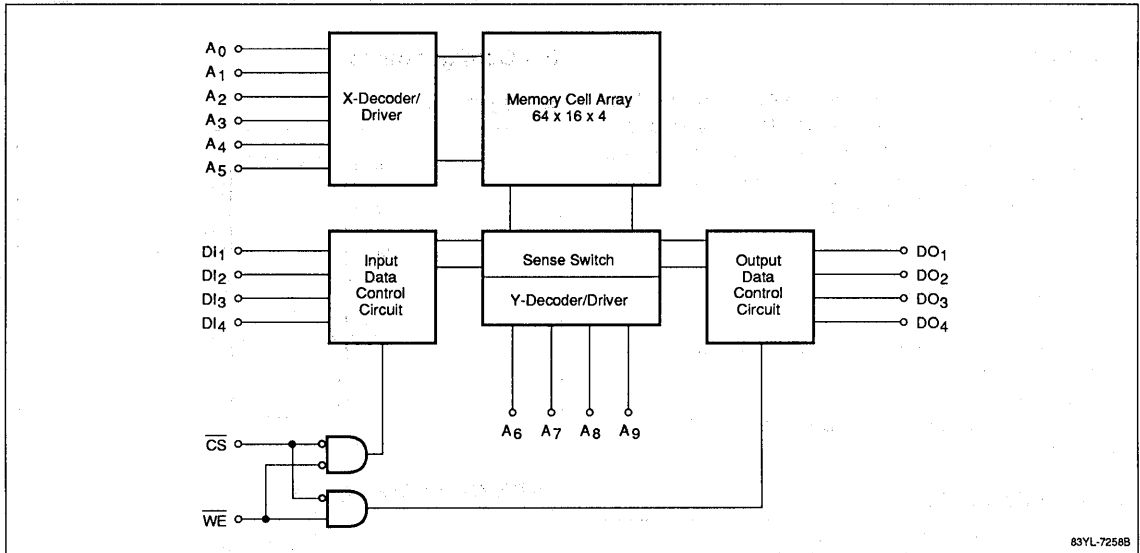 A0
A1
A2
A3
A4
A5
X-Decoder/
Driver
Memory Cell Array
64 x 16 x 4
DI1
DI2
DI3
DI4
Input
Data
Control
Circuit
Sense Switch
Y-Decoder/Driver
Output
Data
Control
Circuit
DO1
DO2
DO3
DO4
A6 A7 A8 A9
C̅S̅
W̅E̅
83YL-7258B